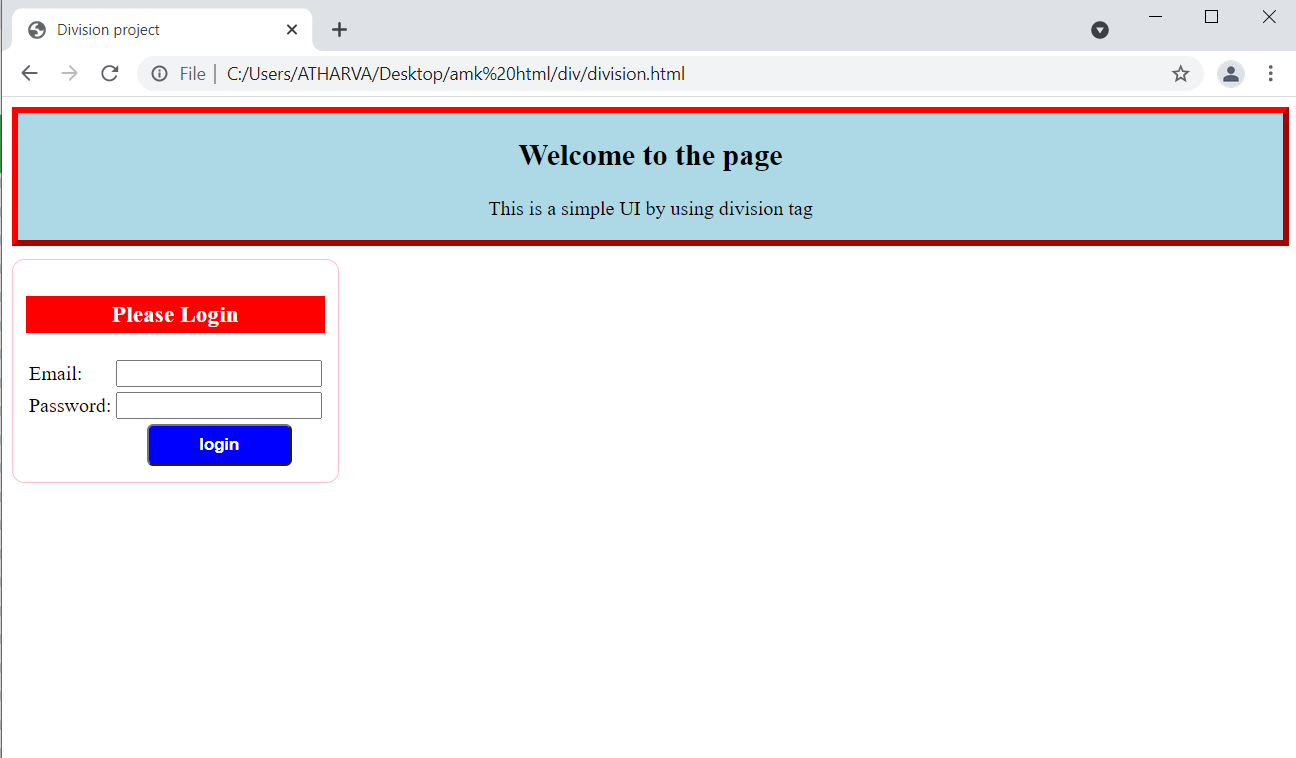 Division project
File | C:/Users/ATHARVA/Desktop/amk%20html/div/division.html
Welcome to the page
This is a simple UI by using division tag
Please Login
Email:
Password:
login